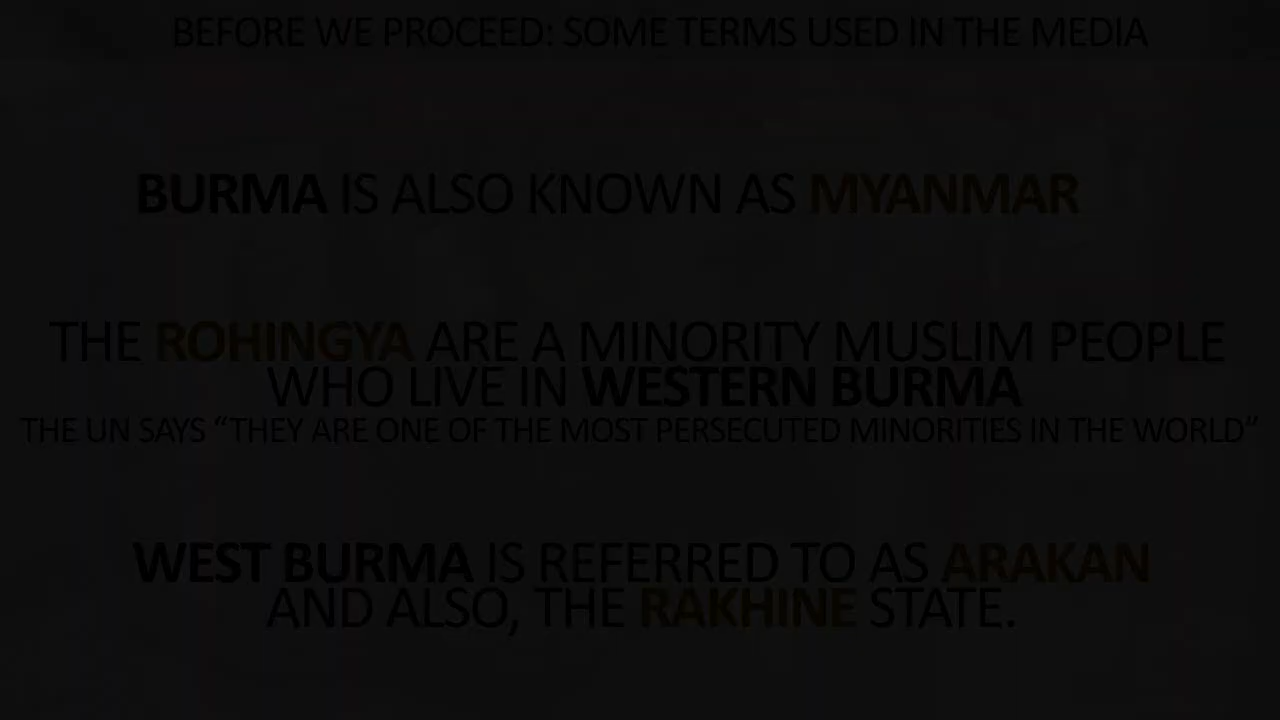 BEFORE WE PROCEED: SOME TERMS USED IN THE MEDIA
BURMA IS ALSO KNOWN AS MYANMAR
THE ROHINGYA ARE A MINORITY MUSLIM PEOPLE
WHO LIVE IN WESTERN BURMA
THE UN SAYS “THEY ARE ONE OF THE MOST PERSECUTED MINORITIES IN THE WORLD”
WEST BURMA IS REFERRED TO AS ARAKAN
AND ALSO, THE RAKHINE STATE.